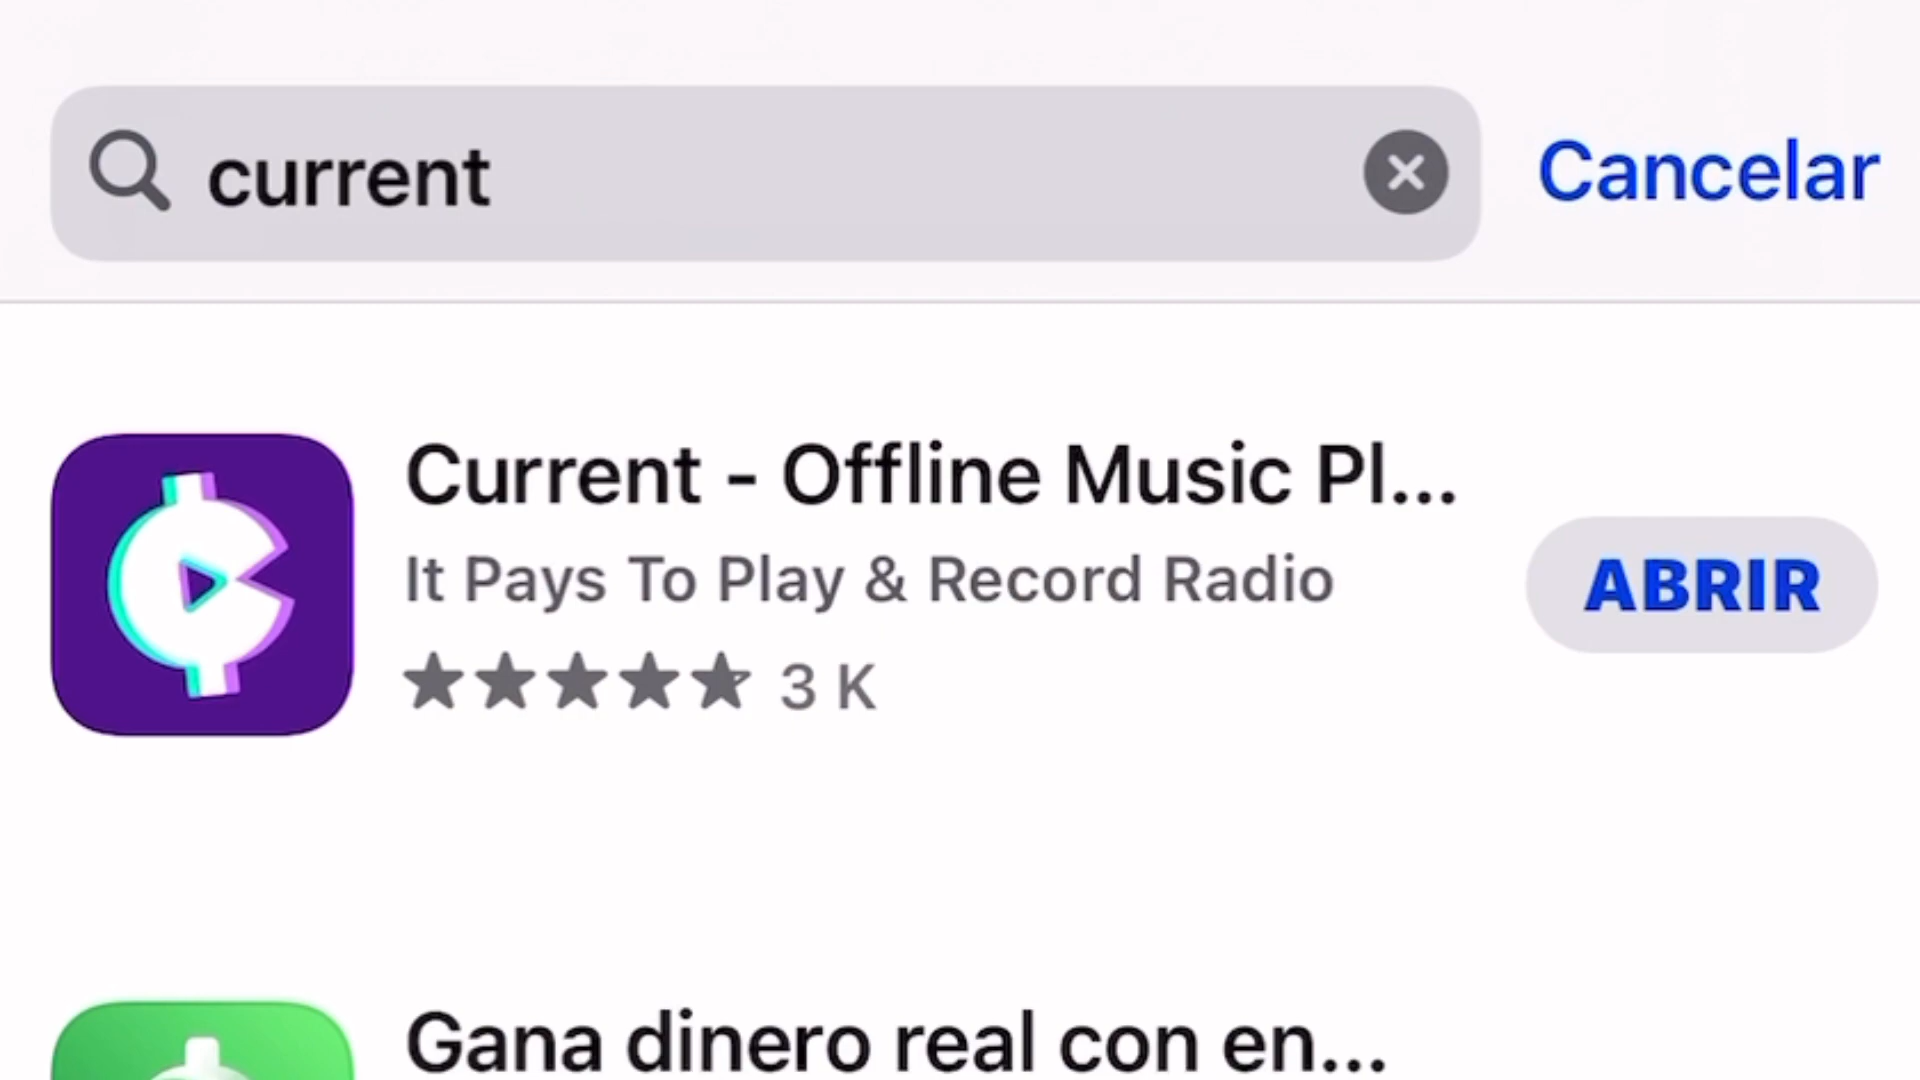 current
Cancelar
Current - Offline Music Pl...
It Pays To Play & Record Radio
ABRIR
3 K
Gana dinero real con en...